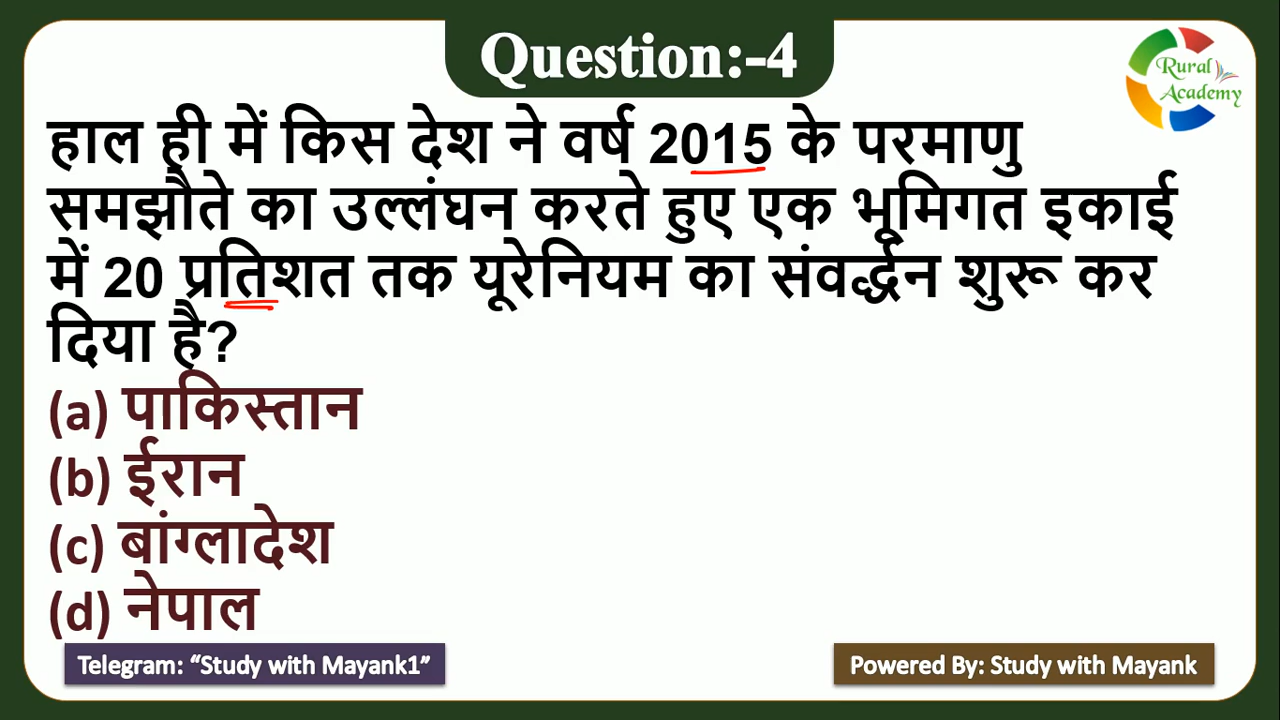 Question:-4
Rural
Academy
हाल ही में किस देश ने वर्ष 2015 के परमाणु
समझौते का उल्लंघन करते हुए एक भूमिगत इकाई
में 20 प्रतिशत तक यूरेनियम का संवर्द्धन शुरू कर
दिया है?
(a) पाकिस्तान
(b) ईरान
(c) बांग्लादेश
(d) नेपाल
Telegram: “Study with Mayank1”
Powered By: Study with Mayank